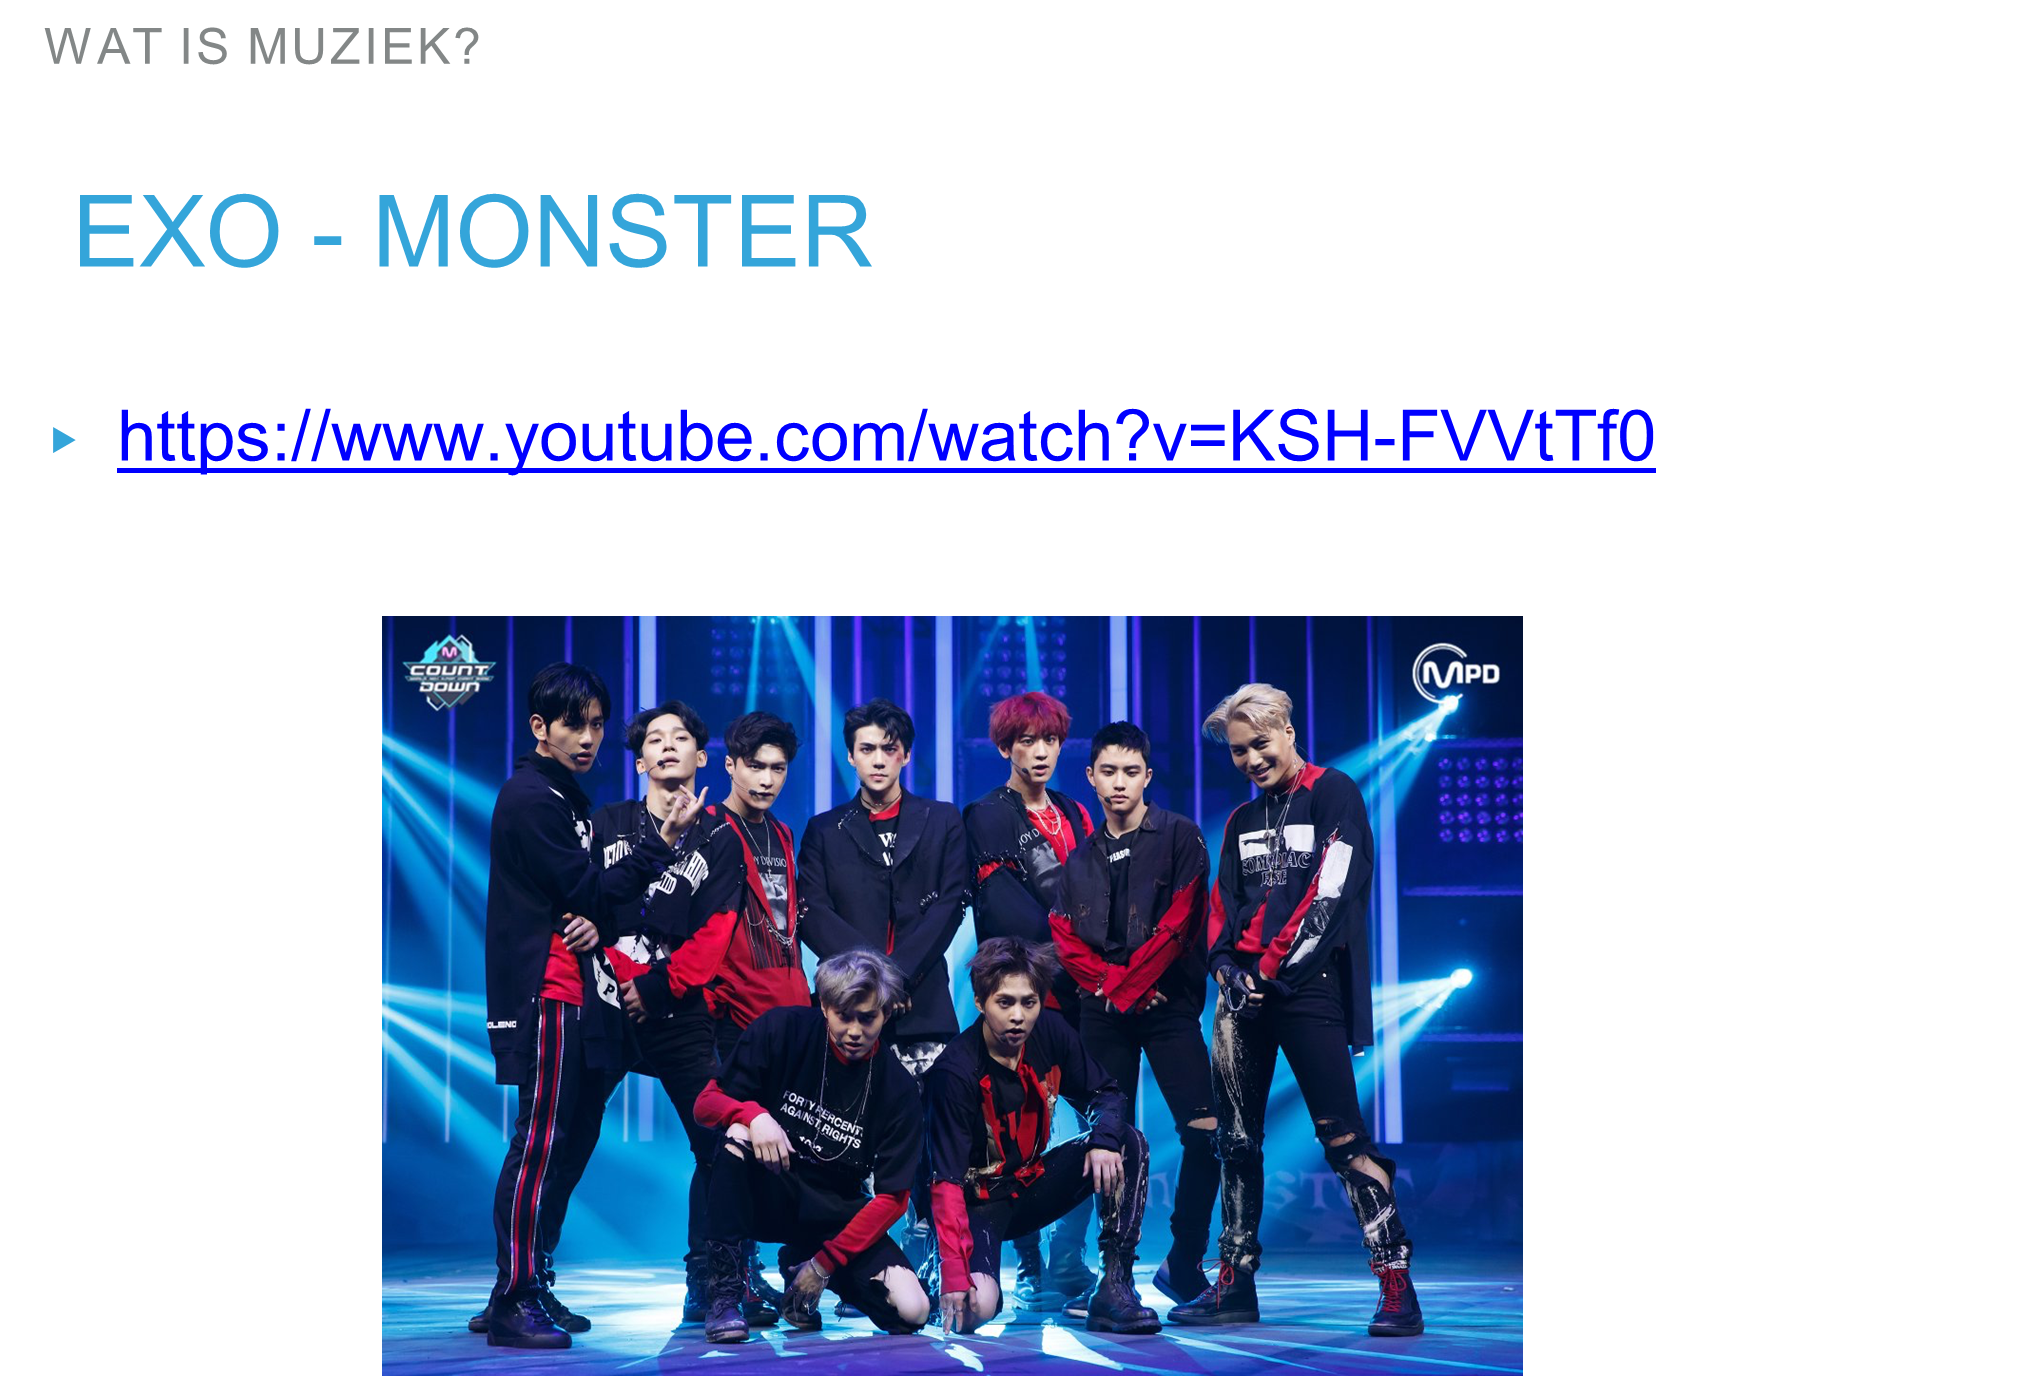 WAT IS MUZIEK?
EXO - MONSTER
https://www.youtube.com/watch?v=KSH-FVVtTf0
M
COUNT
DOWN
MPD
FORTY PERCENT
AGAINST RIGHTS